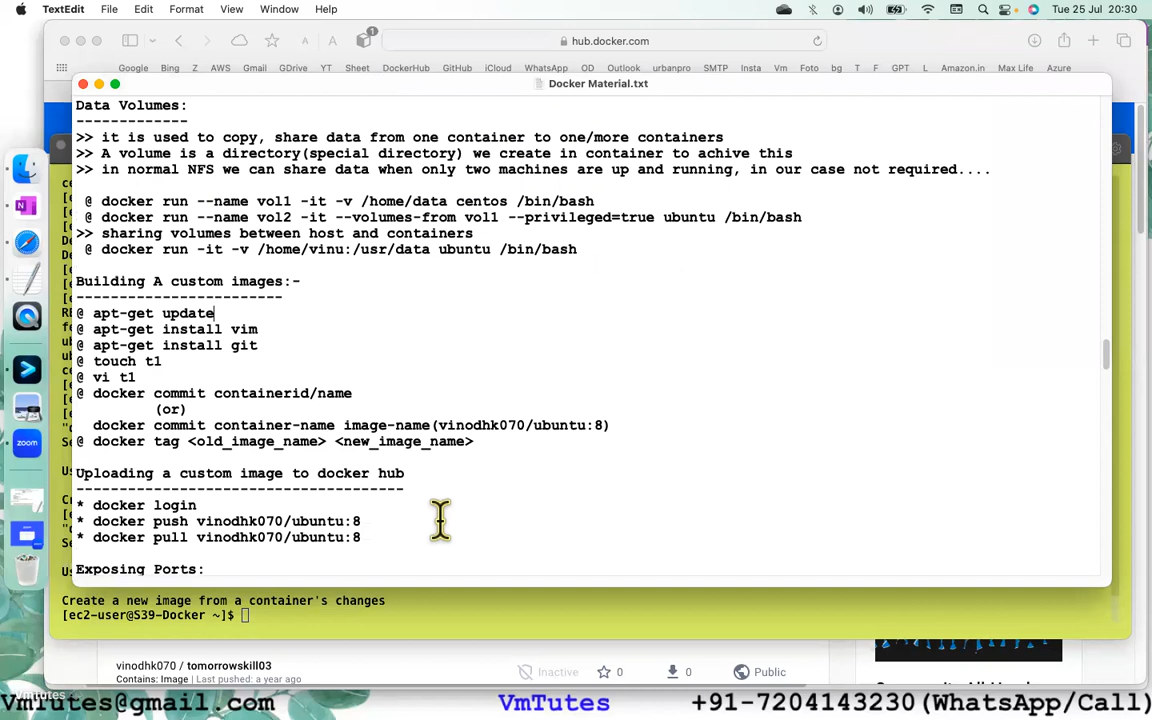 TextEdit File Edit Format View Window Help Tue 25 Jul 20:30
hub.docker.com
Google Bing AWS Gmail GDrive YT Sheet DockerHub GitHub iCloud WhatsApp OD Outlook urbanpro SMTP Insta Vm Foto bg T F GPT L Amazon.in Max Life Azure
Docker Material.txt
Data Volumes:
-------------
>> it is used to copy, share data from one container to one/more containers
>> A volume is a directory(special directory) we create in container to achive this
>> in normal NFS we can share data when only two machines are up and running, in our case not required....
@ docker run --name vol1 -it -v /home/data centos /bin/bash
@ docker run --name vol2 -it --volumes-from vol1 --privileged=true ubuntu /bin/bash
>> sharing volumes between host and containers
@ docker run -it -v /home/vinu:/usr/data ubuntu /bin/bash
Building A custom images:-
------------------------
@ apt-get update
@ apt-get install vim
@ apt-get install git
@ touch t1
@ vi t1
@ docker commit containerid/name
(or)
docker commit container-name image-name(vinodhk070/ubuntu:8)
@ docker tag <old_image_name> <new_image_name>
Uploading a custom image to docker hub
--------------------------------------
* docker login
* docker push vinodhk070/ubuntu:8
* docker pull vinodhk070/ubuntu:8
Exposing Ports:
Create a new image from a container's changes
[ec2-user@S39-Docker ~]$
zoom
vinodhk070 / tomorrowskill03
Contains: Image | Last pushed: a year ago
Inactive 0 0 Public
VmTutes@gmail.com VmTutes +91-7204143230(WhatsApp/Call)